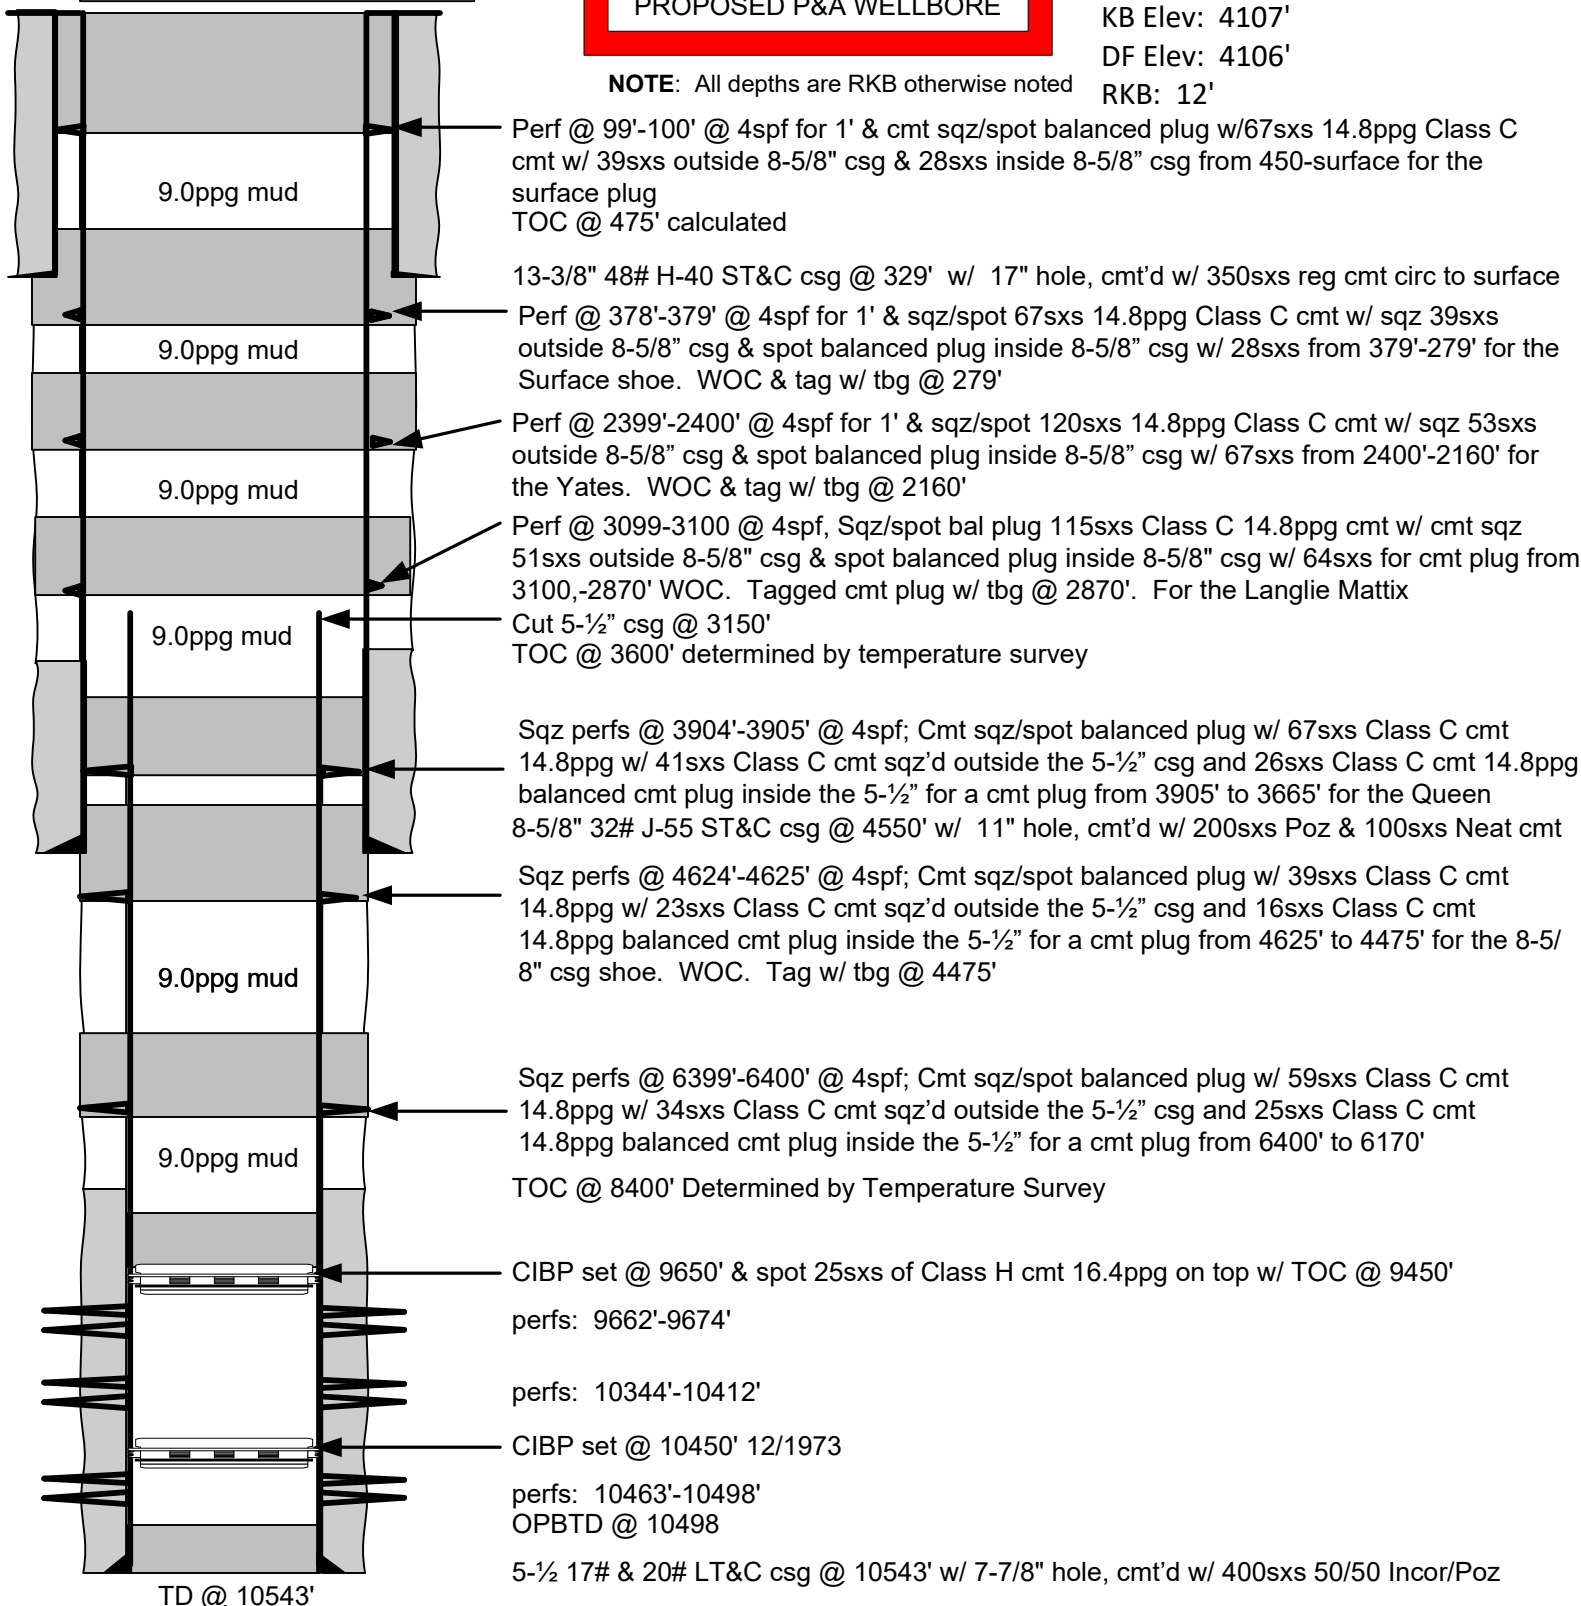 PROPOSED P&A WELLBORE
KB Elev: 4107'
DF Elev: 4106'
RKB: 12'
NOTE: All depths are RKB otherwise noted
Perf @ 99'-100' @ 4spf for 1' & cmt sqz/spot balanced plug w/67sxs 14.8ppg Class C
cmt w/ 39sxs outside 8-5/8" csg & 28sxs inside 8-5/8” csg from 450-surface for the
surface plug
TOC @ 475' calculated
9.0ppg mud
13-3/8" 48# H-40 ST&C csg @ 329' w/ 17" hole, cmt’d w/ 350sxs reg cmt circ to surface
Perf @ 378'-379' @ 4spf for 1' & sqz/spot 67sxs 14.8ppg Class C cmt w/ sqz 39sxs
outside 8-5/8” csg & spot balanced plug inside 8-5/8” csg w/ 28sxs from 379'-279' for the
Surface shoe. WOC & tag w/ tbg @ 279'
9.0ppg mud
Perf @ 2399'-2400' @ 4spf for 1' & sqz/spot 120sxs 14.8ppg Class C cmt w/ sqz 53sxs
outside 8-5/8” csg & spot balanced plug inside 8-5/8” csg w/ 67sxs from 2400'-2160' for
the Yates. WOC & tag w/ tbg @ 2160'
9.0ppg mud
Perf @ 3099-3100 @ 4spf, Sqz/spot bal plug 115sxs Class C 14.8ppg cmt w/ cmt sqz
51sxs outside 8-5/8" csg & spot balanced plug inside 8-5/8" csg w/ 64sxs for cmt plug from
3100,-2870' WOC. Tagged cmt plug w/ tbg @ 2870'. For the Langlie Mattix
Cut 5-½” csg @ 3150'
9.0ppg mud
TOC @ 3600' determined by temperature survey
Sqz perfs @ 3904'-3905' @ 4spf; Cmt sqz/spot balanced plug w/ 67sxs Class C cmt
14.8ppg w/ 41sxs Class C cmt sqz’d outside the 5-½” csg and 26sxs Class C cmt 14.8ppg
balanced cmt plug inside the 5-½” for a cmt plug from 3905' to 3665' for the Queen
8-5/8" 32# J-55 ST&C csg @ 4550' w/ 11" hole, cmt’d w/ 200sxs Poz & 100sxs Neat cmt
Sqz perfs @ 4624'-4625' @ 4spf; Cmt sqz/spot balanced plug w/ 39sxs Class C cmt
14.8ppg w/ 23sxs Class C cmt sqz’d outside the 5-½” csg and 16sxs Class C cmt
14.8ppg balanced cmt plug inside the 5-½” for a cmt plug from 4625' to 4475' for the 8-5/
8" csg shoe. WOC. Tag w/ tbg @ 4475'
9.0ppg mud
Sqz perfs @ 6399'-6400' @ 4spf; Cmt sqz/spot balanced plug w/ 59sxs Class C cmt
14.8ppg w/ 34sxs Class C cmt sqz’d outside the 5-½” csg and 25sxs Class C cmt
14.8ppg balanced cmt plug inside the 5-½” for a cmt plug from 6400' to 6170'
9.0ppg mud
TOC @ 8400' Determined by Temperature Survey
CIBP set @ 9650' & spot 25sxs of Class H cmt 16.4ppg on top w/ TOC @ 9450'
perfs: 9662'-9674'
perfs: 10344'-10412'
CIBP set @ 10450' 12/1973
perfs: 10463'-10498'
OPBTD @ 10498
5-½ 17# & 20# LT&C csg @ 10543' w/ 7-7/8" hole, cmt’d w/ 400sxs 50/50 Incor/Poz
TD @ 10543'